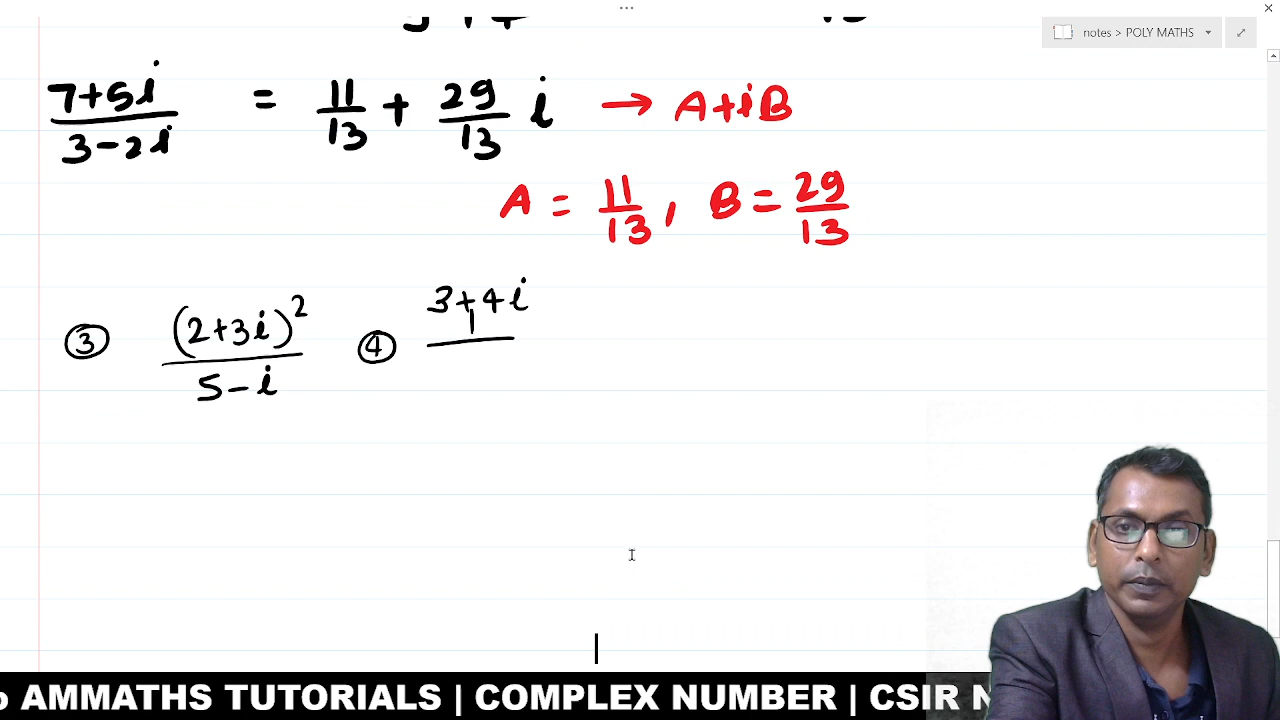 notes > POLY MATHS
(7+5i)/(3-2i) = 11/13 + 29/13 i → A+iB
A = 11/13, B = 29/13
③ (2+3i)²/(5-i) ④ 3+4i
AMMATHS TUTORIALS | COMPLEX NUMBER | CSIR N